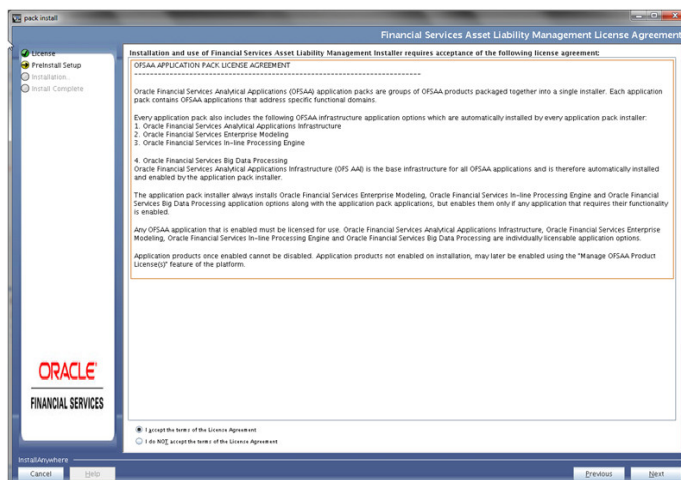 pack install
Financial Services Asset Liability Management License Agreement
License
PreInstall Setup
Installation...
Install Complete
Installation and use of Financial Services Asset Liability Management Installer requires acceptance of the following license agreement:
OFSAA APPLICATION PACK LICENSE AGREEMENT
Oracle Financial Services Analytical Applications (OFSAA) application packs are groups of OFSAA products packaged together into a single installer. Each application
pack contains OFSAA applications that address specific functional domains.
Every application pack also includes the following OFSAA infrastructure application options which are automatically installed by every application pack installer:
1. Oracle Financial Services Analytical Applications Infrastructure
2. Oracle Financial Services Enterprise Modeling
3. Oracle Financial Services In-line Processing Engine
4. Oracle Financial Services Big Data Processing
Oracle Financial Services Analytical Applications Infrastructure (OFS AAI) is the base infrastructure for all OFSAA applications and is therefore automatically installed
and enabled by the application pack installer.
The application pack installer always installs Oracle Financial Services Enterprise Modeling, Oracle Financial Services In-line Processing Engine and Oracle Financial
Services Big Data Processing application options along with the application pack applications, but enables them only if any application that requires their functionality
is enabled.
Any OFSAA application that is enabled must be licensed for use. Oracle Financial Services Analytical Applications Infrastructure, Oracle Financial Services Enterprise
Modeling, Oracle Financial Services In-line Processing Engine and Oracle Financial Services Big Data Processing are individually licensable application options.
Application products once enabled cannot be disabled. Application products not enabled on installation, may later be enabled using the "Manage OFSAA Product
License(s)" feature of the platform.
ORACLE
FINANCIAL SERVICES
I accept the terms of the License Agreement
I do NOT accept the terms of the License Agreement
InstallAnywhere
Cancel
Help
Previous
Next